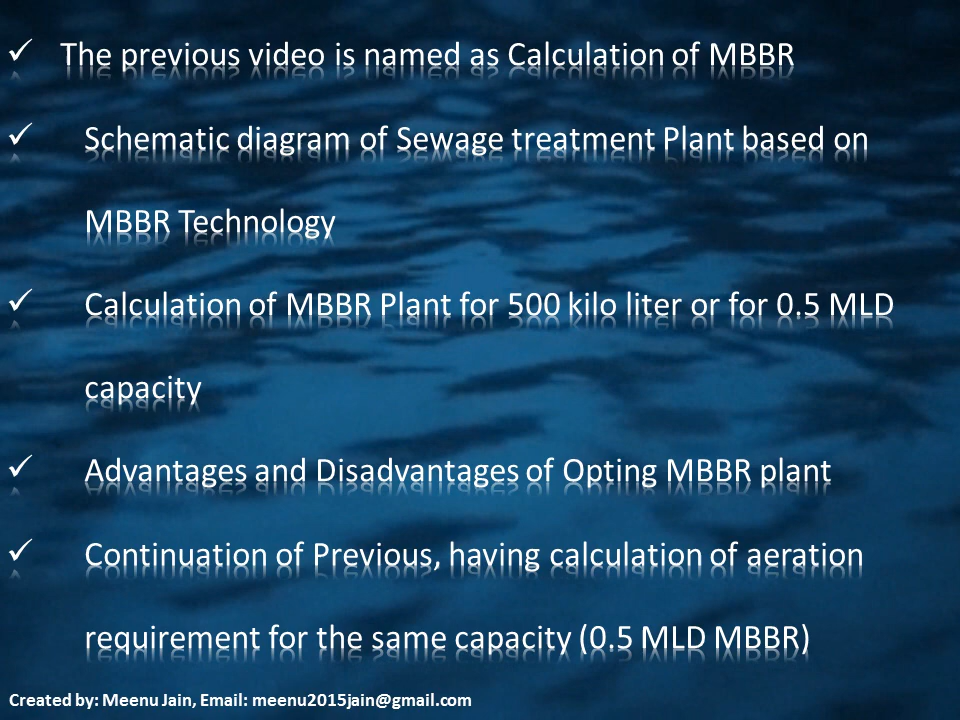 ✓ The previous video is named as Calculation of MBBR
✓ Schematic diagram of Sewage treatment Plant based on
MBBR Technology
✓ Calculation of MBBR Plant for 500 kilo liter or for 0.5 MLD
capacity
✓ Advantages and Disadvantages of Opting MBBR plant
✓ Continuation of Previous, having calculation of aeration
requirement for the same capacity (0.5 MLD MBBR)
Created by: Meenu Jain, Email: meenu2015jain@gmail.com